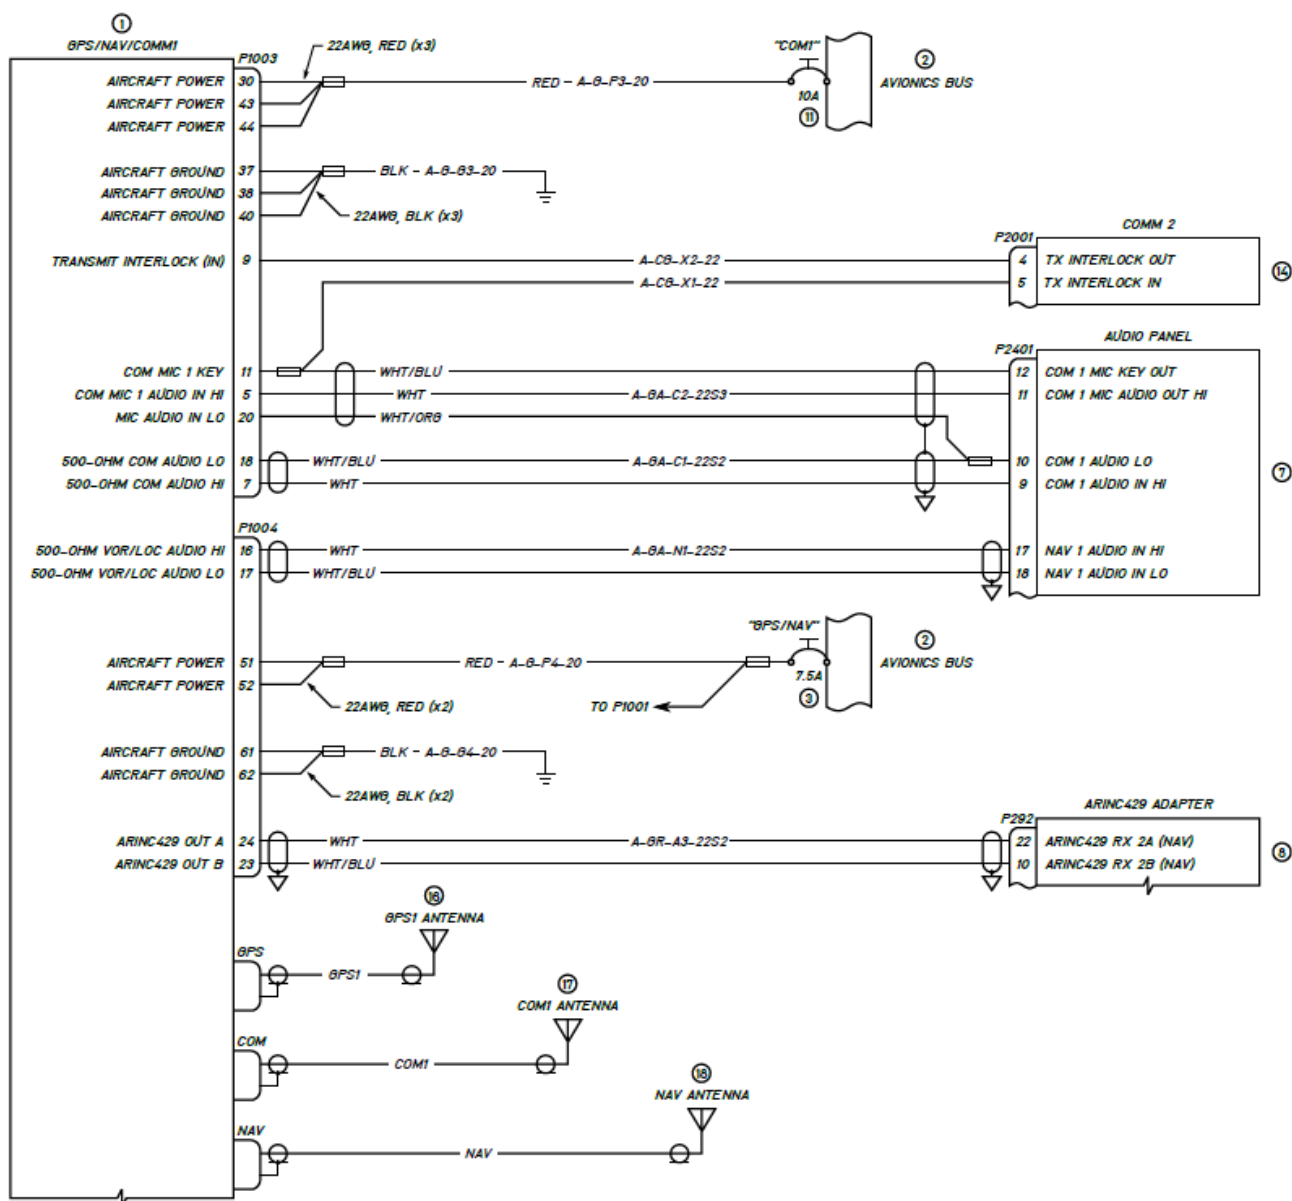 1
GPS/NAV/COMM1
P1003
22AWG, RED (x3)
AIRCRAFT POWER 30
AIRCRAFT POWER 43
AIRCRAFT POWER 44
RED - A-G-P3-20
"COM1"
10A
11
2
AVIONICS BUS
AIRCRAFT GROUND 37
AIRCRAFT GROUND 38
AIRCRAFT GROUND 40
BLK - A-G-G3-20
22AWG, BLK (x3)
COMM 2
P2001
TRANSMIT INTERLOCK (IN) 9 A-CG-X2-22 4 TX INTERLOCK OUT
A-CG-X1-22 5 TX INTERLOCK IN
14
AUDIO PANEL
P2401
COM MIC 1 KEY 11 WHT/BLU 12 COM 1 MIC KEY OUT
COM MIC 1 AUDIO IN HI 5 WHT A-GA-C2-22S3 11 COM 1 MIC AUDIO OUT HI
MIC AUDIO IN LO 20 WHT/ORG
500-OHM COM AUDIO LO 18 WHT/BLU A-GA-C1-22S2 10 COM 1 AUDIO LO
500-OHM COM AUDIO HI 7 WHT 9 COM 1 AUDIO IN HI
7
P1004
500-OHM VOR/LOC AUDIO HI 16 WHT A-GA-N1-22S2 17 NAV 1 AUDIO IN HI
500-OHM VOR/LOC AUDIO LO 17 WHT/BLU 18 NAV 1 AUDIO IN LO
"GPS/NAV"
2
AVIONICS BUS
AIRCRAFT POWER 51 RED - A-G-P4-20
7.5A
3
AIRCRAFT POWER 52
22AWG, RED (x2)
TO P1001
AIRCRAFT GROUND 61 BLK - A-G-G4-20
AIRCRAFT GROUND 62
22AWG, BLK (x2)
ARINC429 ADAPTER
P292
ARINC429 OUT A 24 WHT A-GR-A3-22S2 22 ARINC429 RX 2A (NAV)
ARINC429 OUT B 23 WHT/BLU 10 ARINC429 RX 2B (NAV)
8
16
GPS1 ANTENNA
GPS
GPS1
17
COM1 ANTENNA
COM
COM1
18
NAV ANTENNA
NAV
NAV